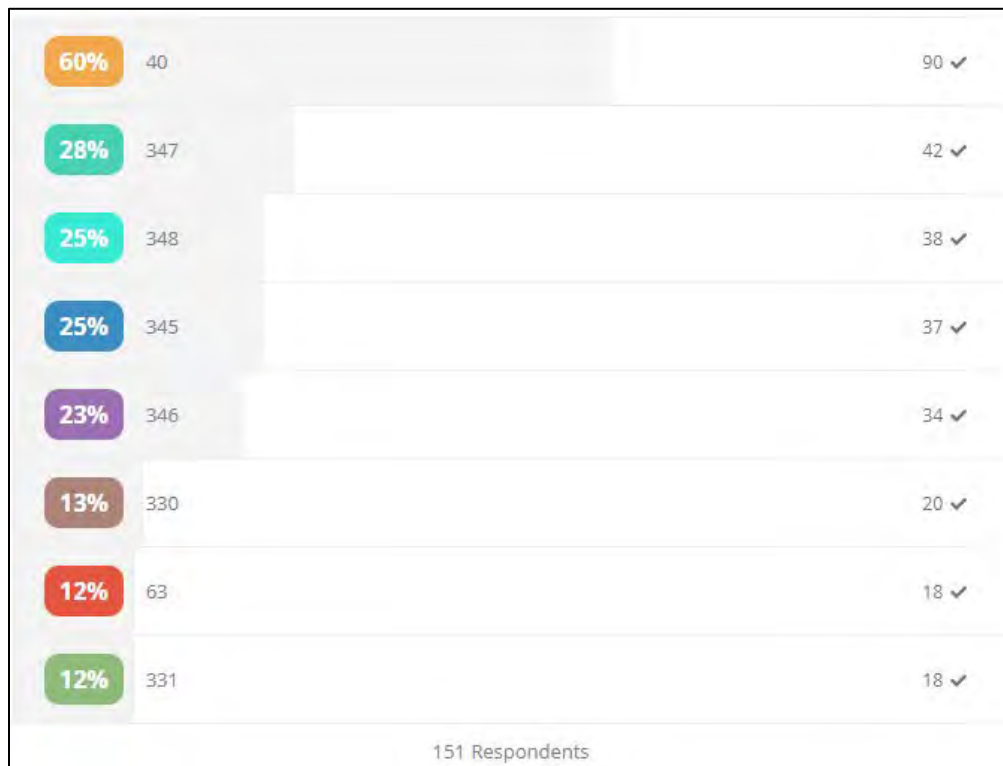 60% 40 90 ✔
28% 347 42 ✔
25% 348 38 ✔
25% 345 37 ✔
23% 346 34 ✔
13% 330 20 ✔
12% 63 18 ✔
12% 331 18 ✔
151 Respondents